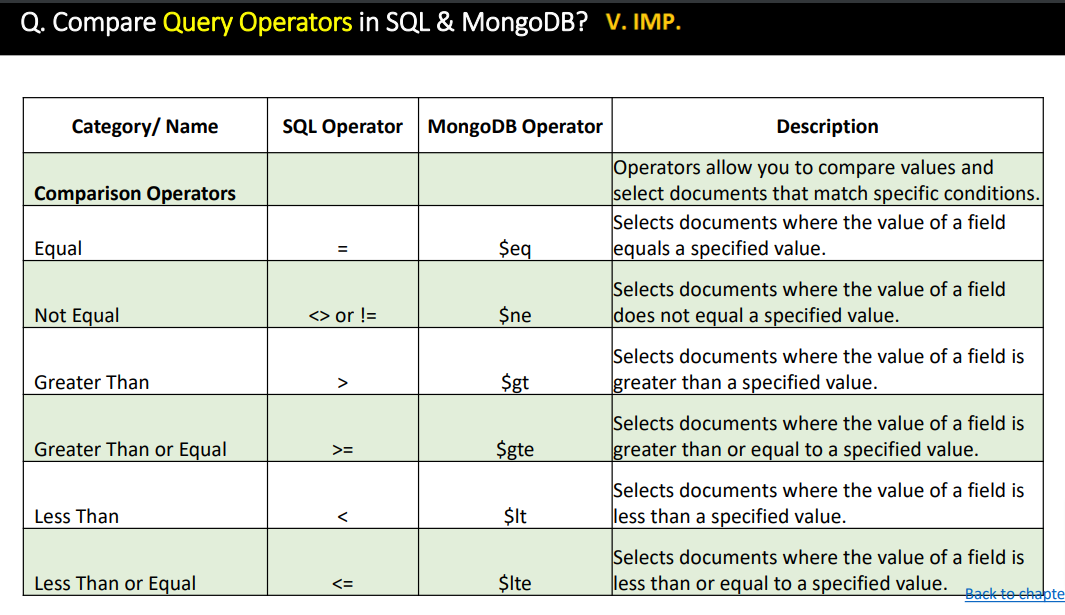 Q. Compare Query Operators in SQL & MongoDB? V. IMP.
Category/ Name SQL Operator MongoDB Operator Description
Comparison Operators
Operators allow you to compare values and
select documents that match specific conditions.
Equal = $eq
Selects documents where the value of a field
equals a specified value.
Not Equal <> or != $ne
Selects documents where the value of a field
does not equal a specified value.
Greater Than > $gt
Selects documents where the value of a field is
greater than a specified value.
Greater Than or Equal >= $gte
Selects documents where the value of a field is
greater than or equal to a specified value.
Less Than < $lt
Selects documents where the value of a field is
less than a specified value.
Less Than or Equal <= $lte
Selects documents where the value of a field is
less than or equal to a specified value.
Back to chapte